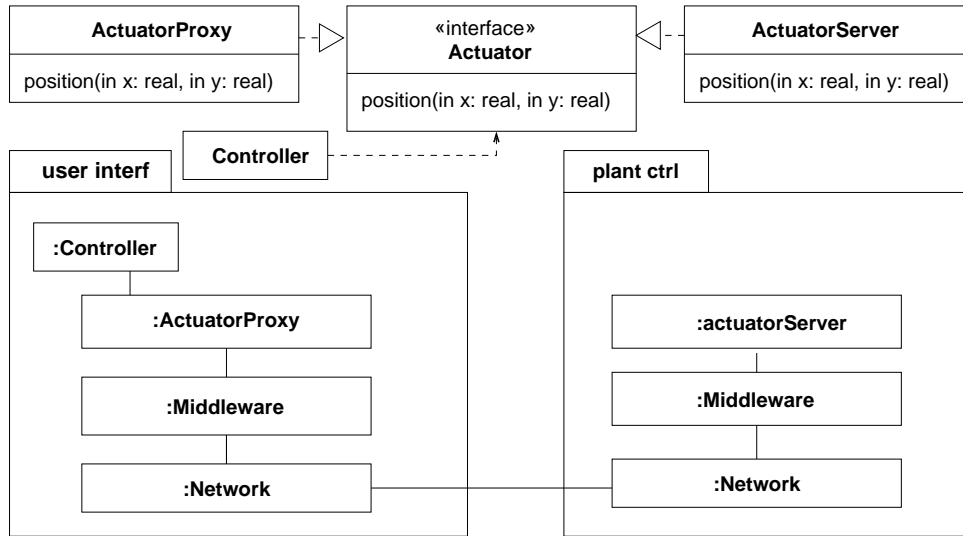 ActuatorProxy
position(in x: real, in y: real)
«interface»
Actuator
position(in x: real, in y: real)
ActuatorServer
position(in x: real, in y: real)
Controller
user interf
:Controller
:ActuatorProxy
:Middleware
:Network
plant ctrl
:actuatorServer
:Middleware
:Network